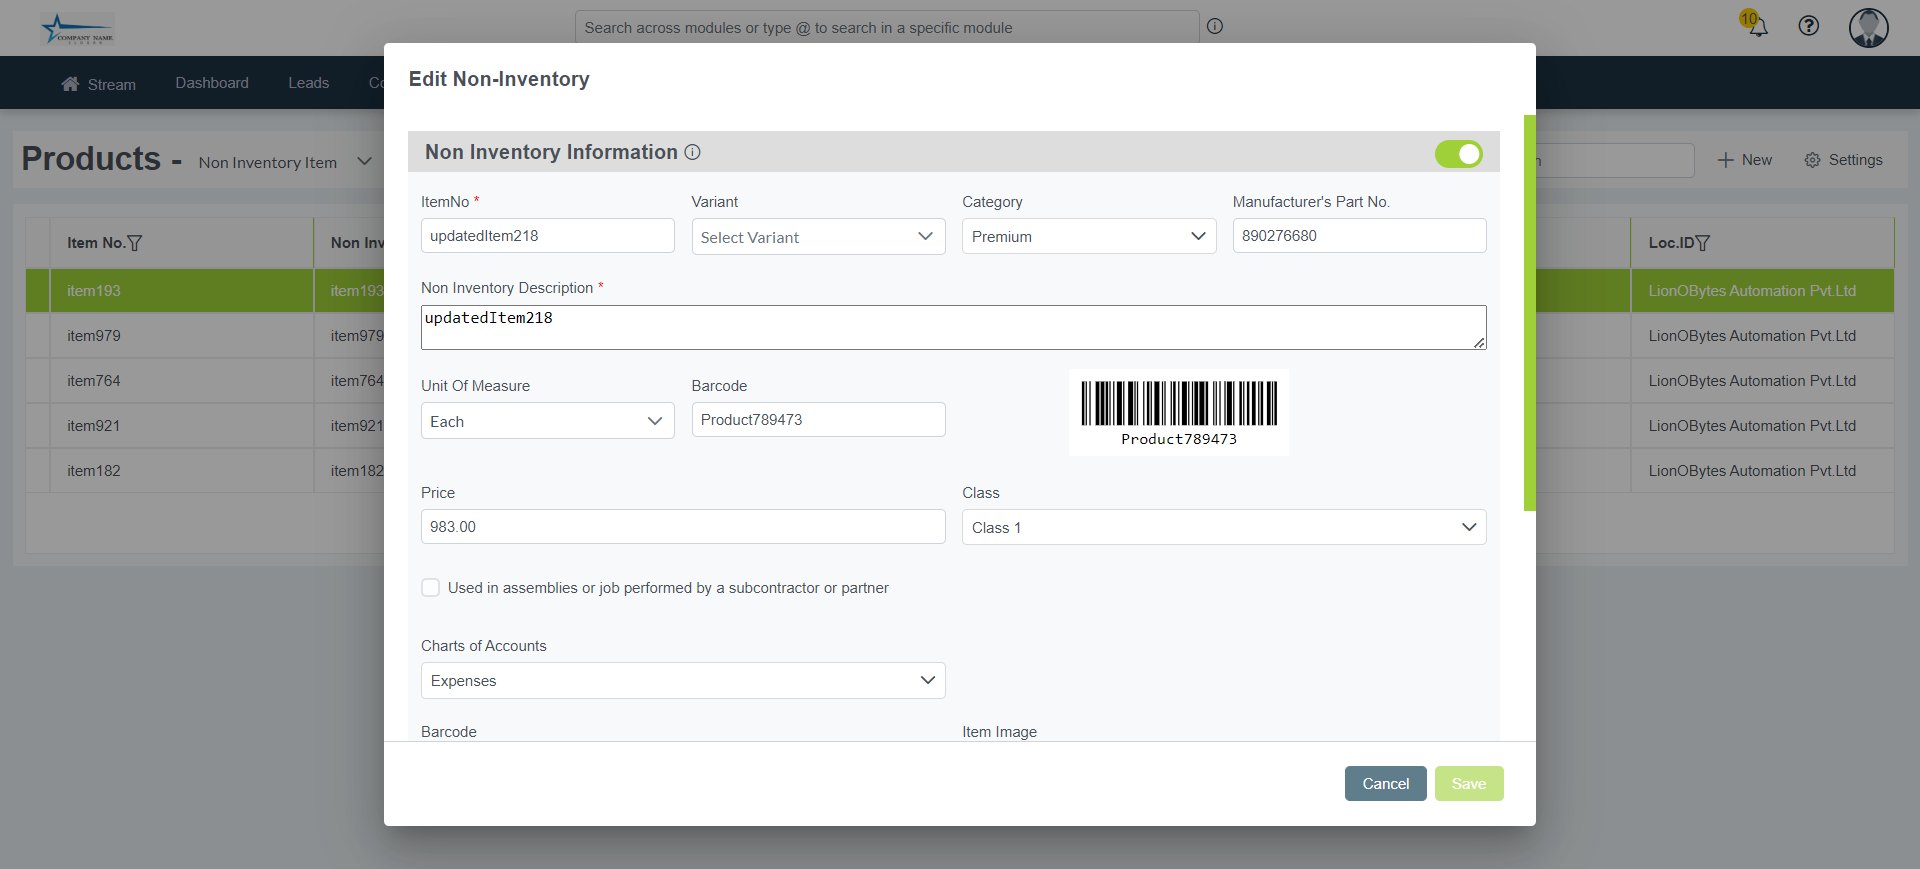 COMPANY NAME
Search across modules or type @ to search in a specific module
10
Stream
Dashboard
Leads
Co
Edit Non-Inventory
Products -
Non Inventory Item
New
Settings
Non Inventory Information
ItemNo *
Variant
Category
Manufacturer's Part No.
updatedItem218
Select Variant
Premium
890276680
Item No.
Non Inv
Loc.ID
item193
item193
LionOBytes Automation Pvt.Ltd
item979
item979
LionOBytes Automation Pvt.Ltd
item764
item764
LionOBytes Automation Pvt.Ltd
item921
item921
LionOBytes Automation Pvt.Ltd
item182
item182
LionOBytes Automation Pvt.Ltd
Non Inventory Description *
updatedItem218
Unit Of Measure
Barcode
Each
Product789473
Product789473
Price
Class
983.00
Class 1
Used in assemblies or job performed by a subcontractor or partner
Charts of Accounts
Expenses
Barcode
Item Image
Cancel
Save